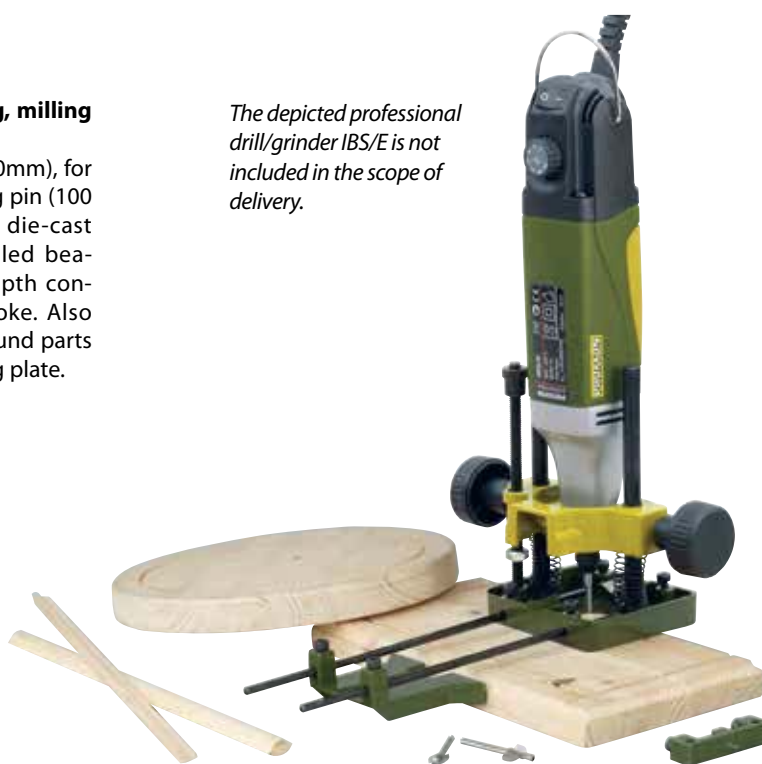 g, milling
0mm), for
g pin (100
die-cast
led bea-
pth con-
oke. Also
und parts
g plate.
The depicted professional
drill/grinder IBS/E is not
included in the scope of
delivery.
PROXXON